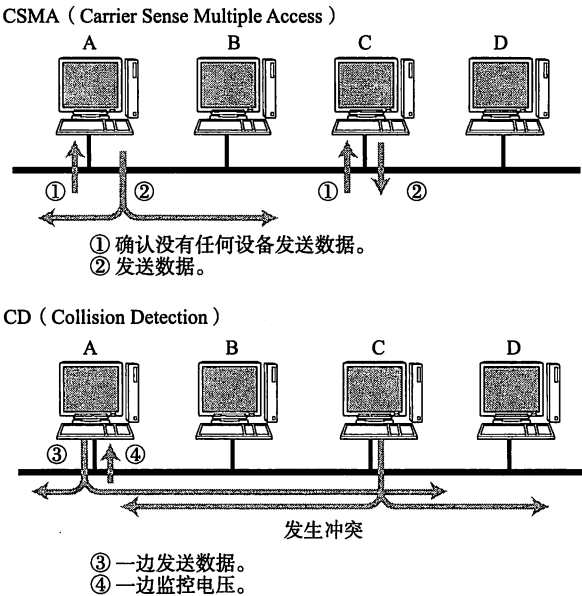 CSMA（Carrier Sense Multiple Access）
A B C D
① ② ① ②
① 确认没有任何设备发送数据。
② 发送数据。
CD（Collision Detection）
A B C D
③ ④
发生冲突
③ 一边发送数据。
④ 一边监控电压。